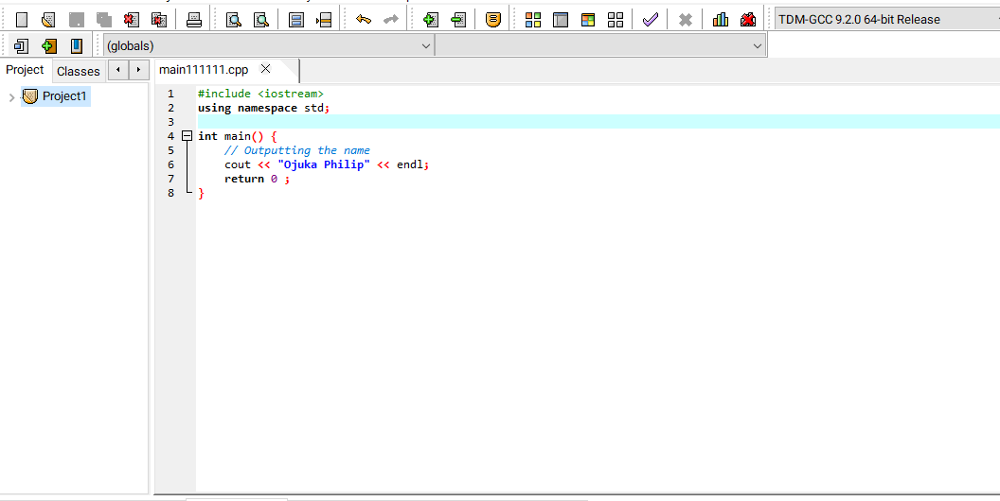 TDM-GCC 9.2.0 64-bit Release
(globals)
Project Classes
main111111.cpp
Project1
1 #include <iostream>
2 using namespace std;
3
4 int main() {
5 // Outputting the name
6 cout << "Ojuka Philip" << endl;
7 return 0 ;
8 }